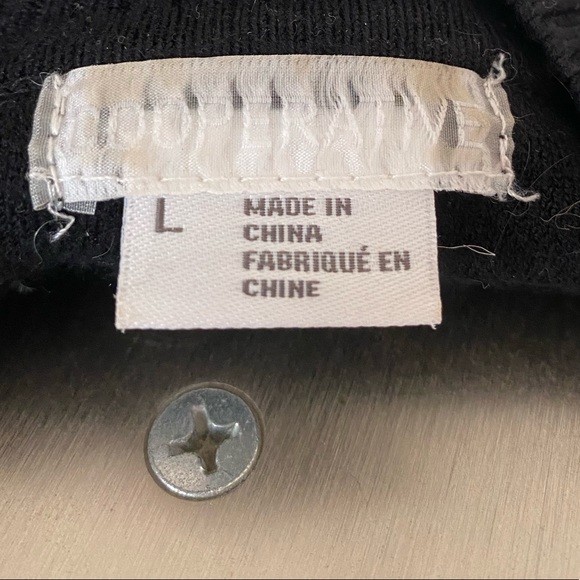 COOPERATIVE
L
MADE IN
CHINA
FABRIQUÉ EN
CHINE